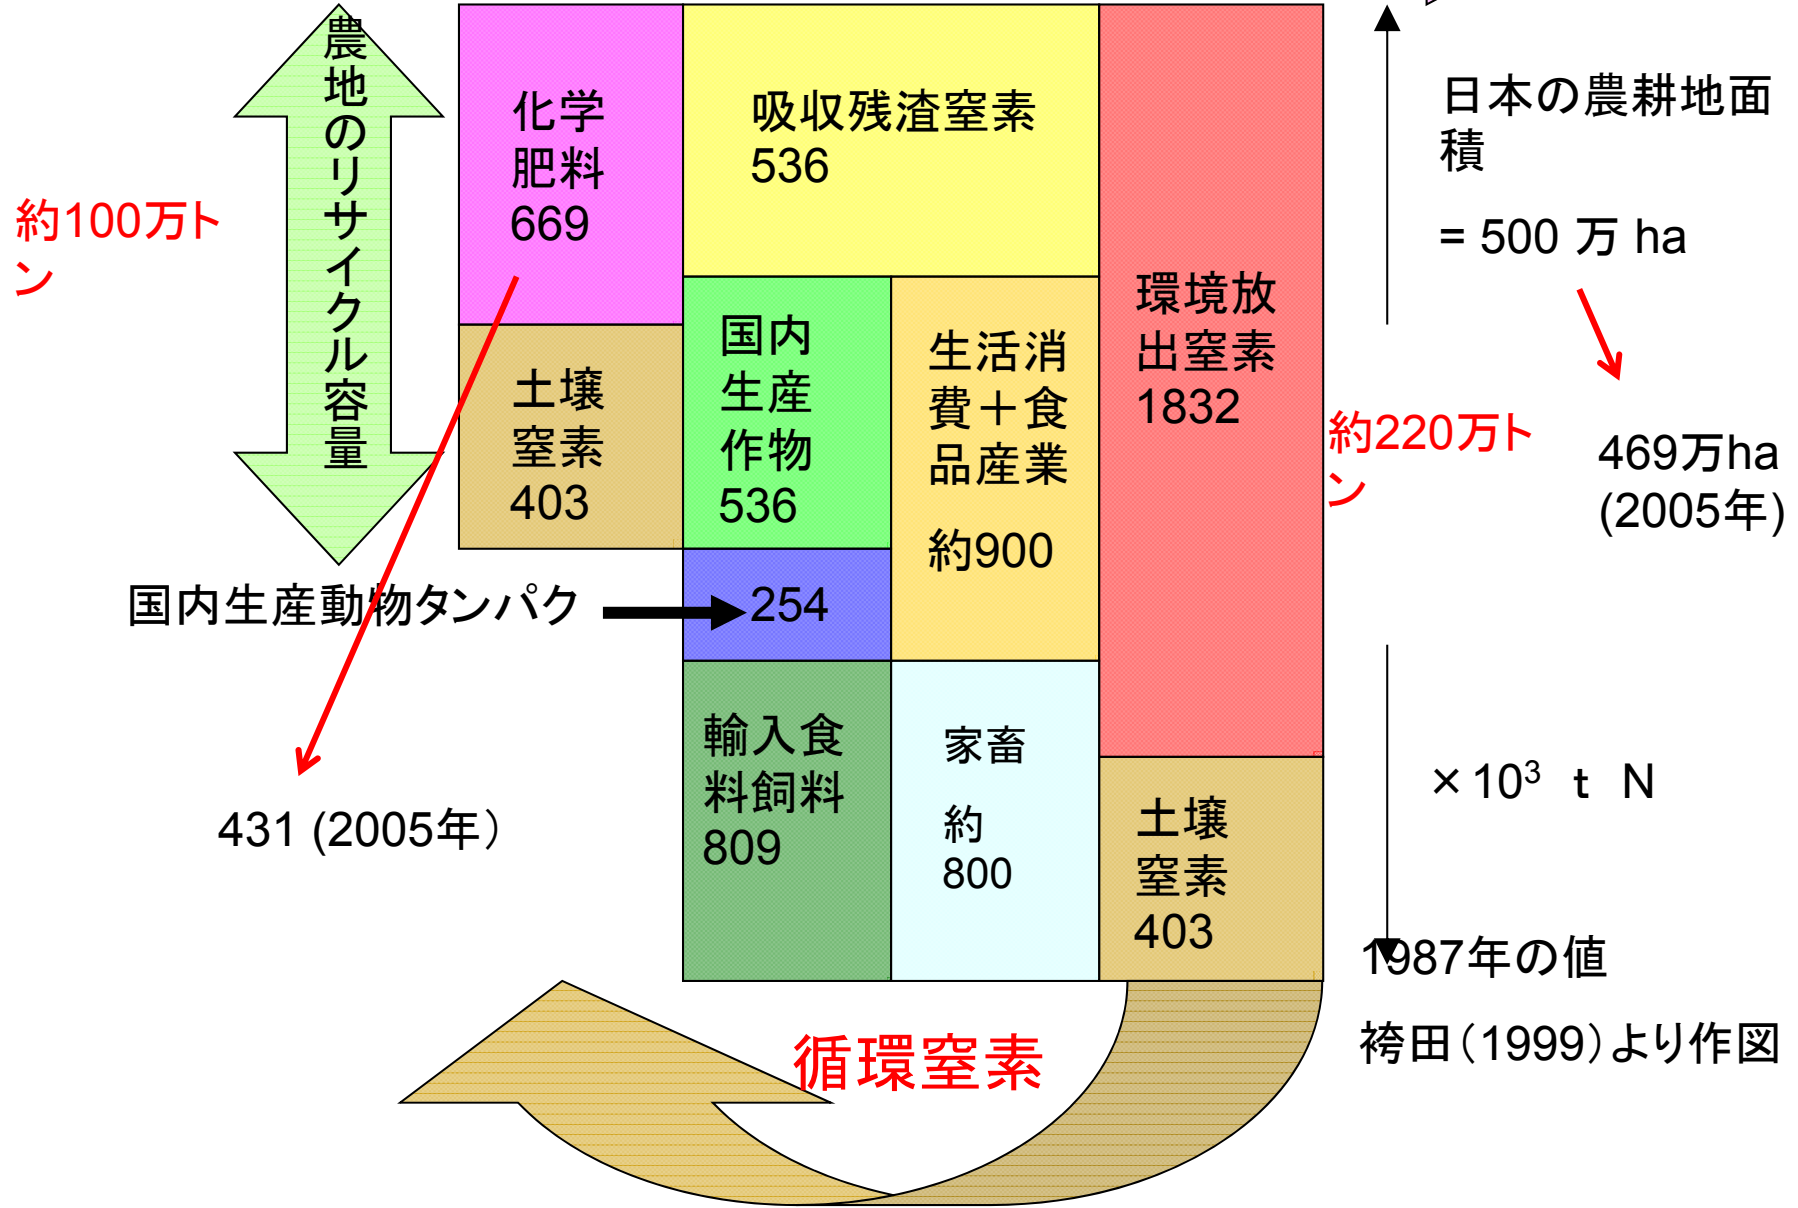 農地のリサイクル容量
約100万ト
ン
化学
肥料
669
吸収残渣窒素
536
環境放
出窒素
1832
日本の農耕地面
積
= 500 万 ha
土壌
窒素
403
国内
生産
作物
536
生活消
費＋食
品産業
約900
約220万ト
ン
469万ha
(2005年)
国内生産動物タンパク
254
輸入食
料飼料
809
家畜
約
800
土壌
窒素
403
431 (2005年）
×10³ t N
1987年の値
袴田（1999）より作図
循環窒素